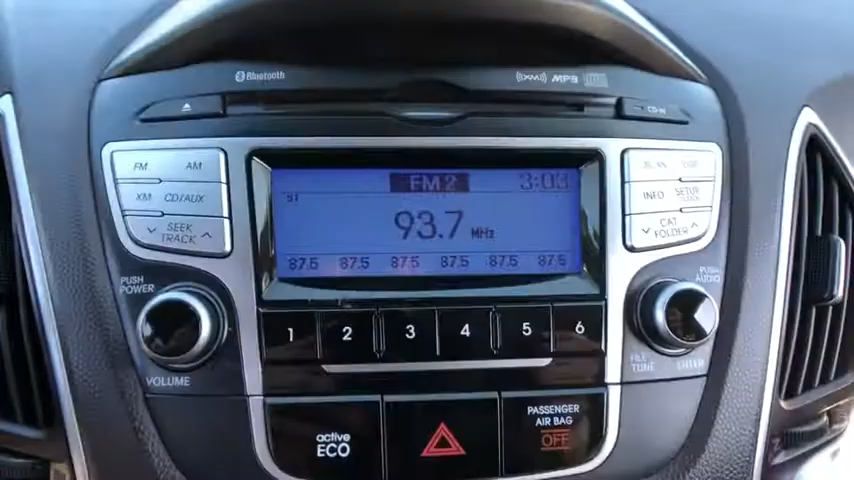 Bluetooth
((XM)) MP3
CD-IN
FM AM
XM CD/AUX
SEEK
TRACK
FM 2 3:03
ST
93.7 MHz
87.5 87.5 87.5 87.5 87.5 87.5
SCAN
INFO SETUP
CAT
FOLDER
PUSH
POWER
VOLUME
1 2 3 4 5 6
PUSH
AUDIO
FILE
TUNE ENTER
active
ECO
PASSENGER
AIR BAG
OFF